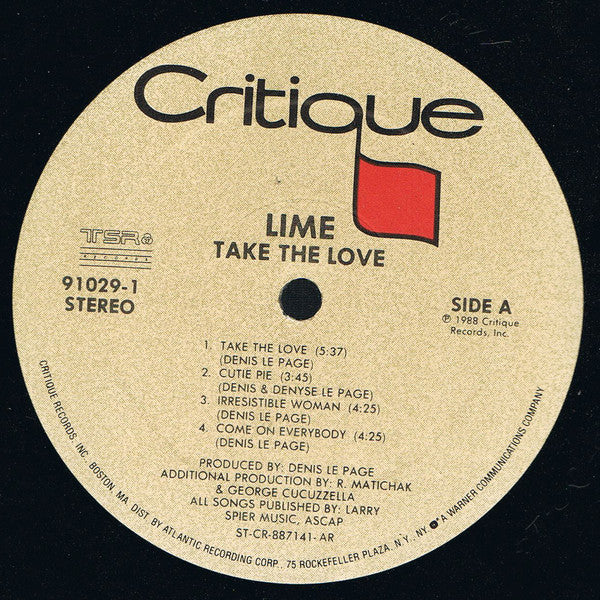 Critique
LIME
TAKE THE LOVE
TSR
RECORDS
91029-1
STEREO
SIDE A
℗ 1988 Critique
Records, Inc.
1. TAKE THE LOVE (5:37)
(DENIS LE PAGE)
2. CUTIE PIE (3:45)
(DENIS & DENYSE LE PAGE)
3. IRRESISTIBLE WOMAN (4:25)
(DENIS LE PAGE)
4. COME ON EVERYBODY (4:25)
(DENIS LE PAGE)
PRODUCED BY: DENIS LE PAGE
ADDITIONAL PRODUCTION BY: R. MATICHAK
& GEORGE CUCUZZELLA
ALL SONGS PUBLISHED BY: LARRY
SPIER MUSIC, ASCAP
ST-CR-887141-AR
CRITIQUE RECORDS, INC., BOSTON, MA. DIST. BY ATLANTIC RECORDING CORP., 75 ROCKEFELLER PLAZA, N.Y., N.Y. A WARNER COMMUNICATIONS COMPANY